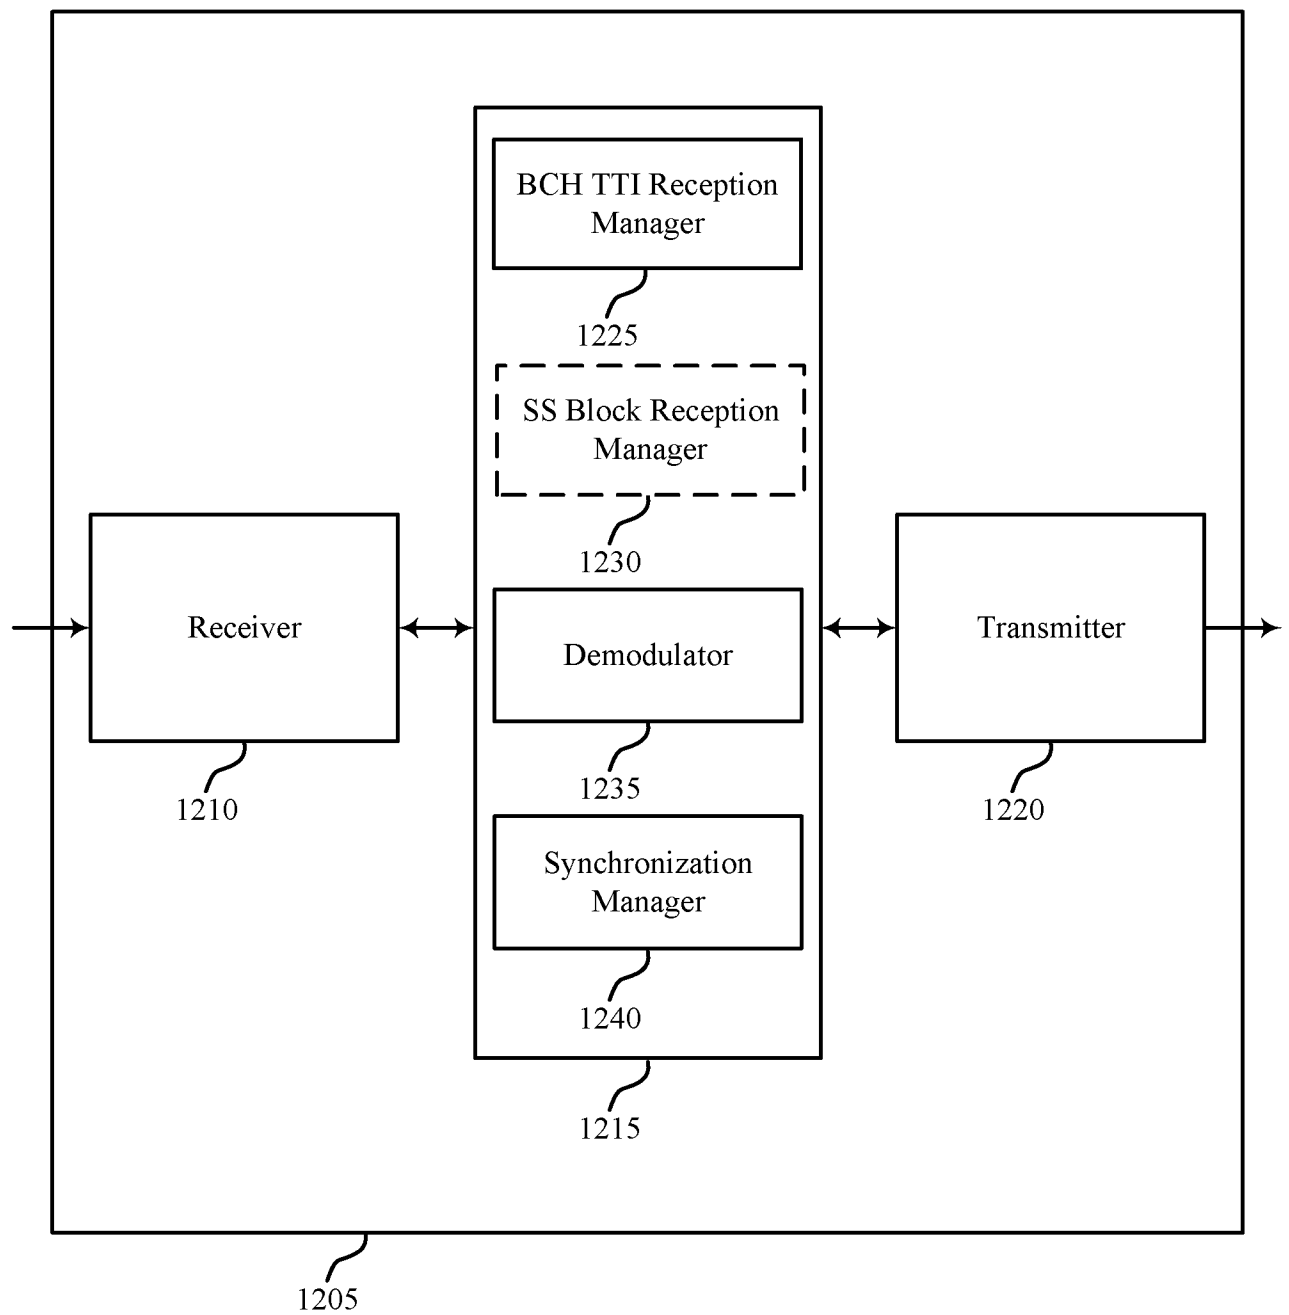 BCH TTI Reception
Manager
1225
SS Block Reception
Manager
1230
Receiver
1210
Demodulator
1235
Transmitter
1220
Synchronization
Manager
1240
1215
1205